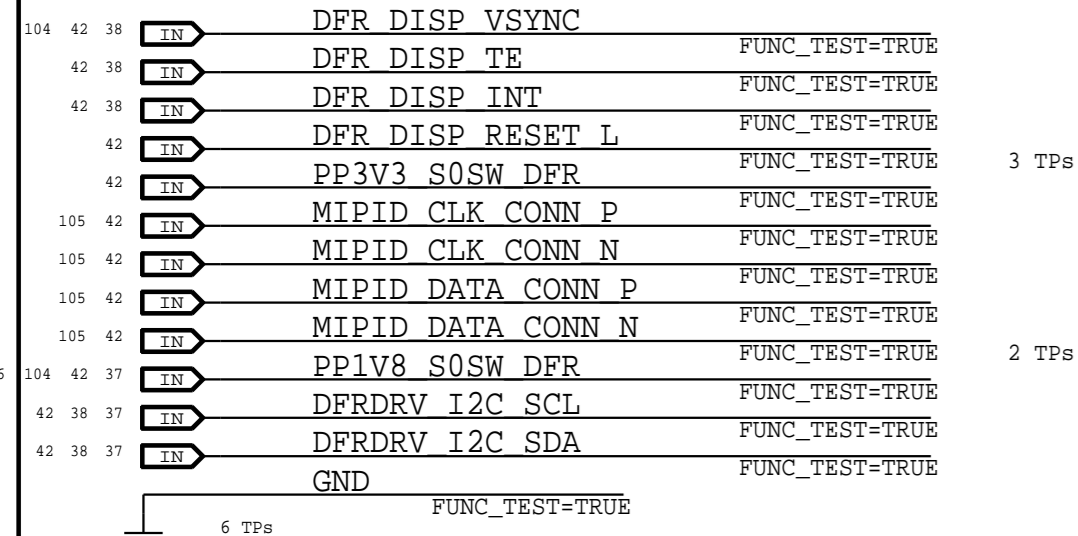 104 42 38 IN DFR_DISP_VSYNC FUNC_TEST=TRUE
42 38 IN DFR_DISP_TE FUNC_TEST=TRUE
42 38 IN DFR_DISP_INT FUNC_TEST=TRUE
42 IN DFR_DISP_RESET_L FUNC_TEST=TRUE 3 TPs
42 IN PP3V3_S0SW_DFR FUNC_TEST=TRUE
105 42 IN MIPID_CLK_CONN_P FUNC_TEST=TRUE
105 42 IN MIPID_CLK_CONN_N FUNC_TEST=TRUE
105 42 IN MIPID_DATA_CONN_P FUNC_TEST=TRUE
105 42 IN MIPID_DATA_CONN_N FUNC_TEST=TRUE 2 TPs
104 42 37 IN PP1V8_S0SW_DFR FUNC_TEST=TRUE
42 38 37 IN DFRDRV_I2C_SCL FUNC_TEST=TRUE
42 38 37 IN DFRDRV_I2C_SDA FUNC_TEST=TRUE
GND FUNC_TEST=TRUE
6 TPs